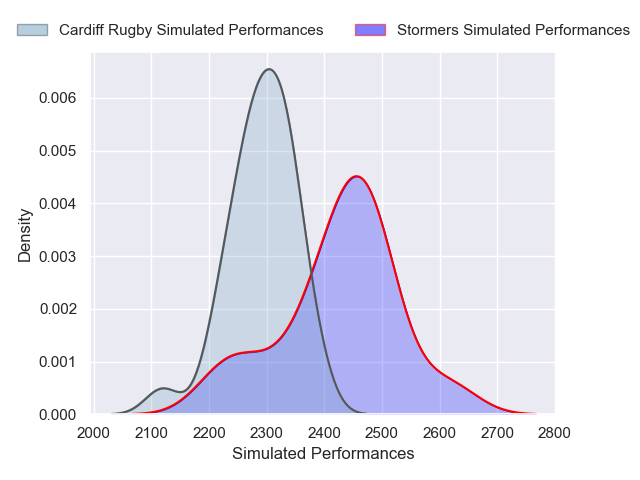 Cardiff Rugby Simulated Performances Stormers Simulated Performances
0.006
0.005
0.004
0.003
0.002
0.001
0.000
Density
2000 2100 2200 2300 2400 2500 2600 2700 2800
Simulated Performances